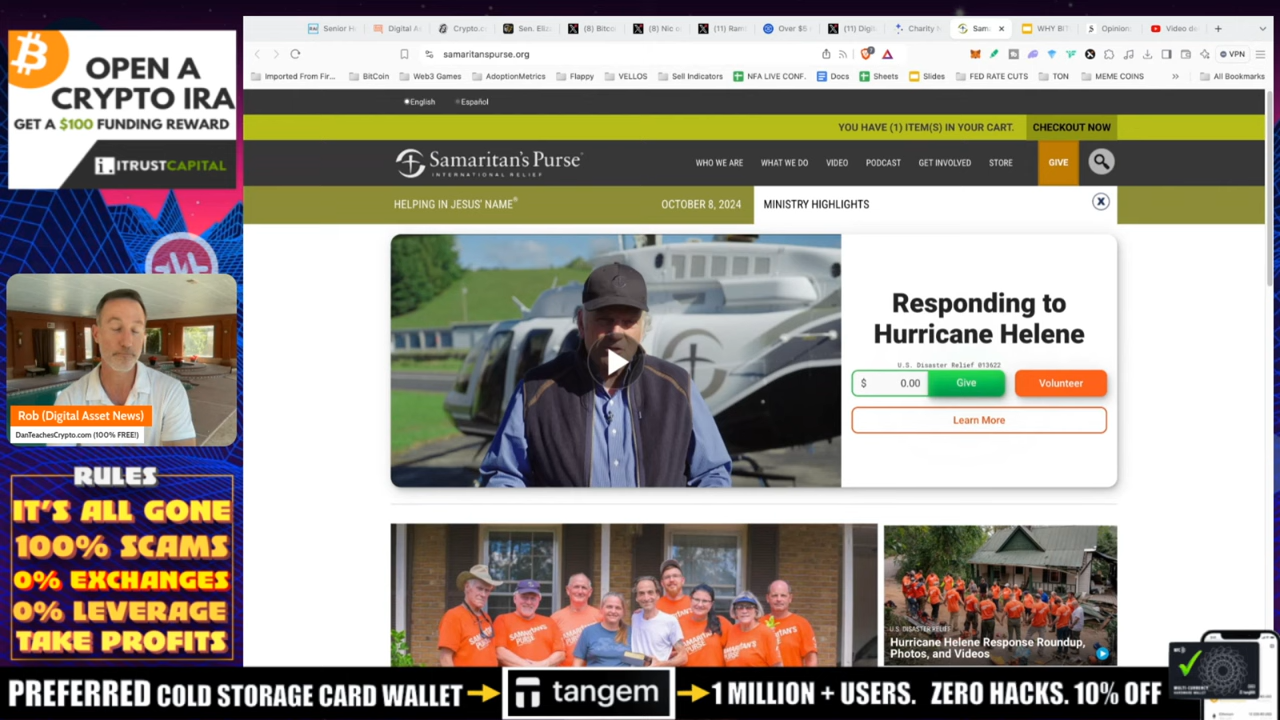 OPEN A
CRYPTO IRA
GET A $100 FUNDING REWARD
ITRUSTCAPITAL
Rob (Digital Asset News)
DanTeachesCrypto.com (100% FREE!)
RULES
IT'S ALL GONE
100% SCAMS
0% EXCHANGES
0% LEVERAGE
TAKE PROFITS
Senior H
Digital A
Crypto.c
Sen. Eliz
(8) Bitco
(8) Nic c
(11) Ram
Over $5
(11) Digi
Charity
Sam
WHY BIT
Opinion
Video de
samaritanspurse.org
VPN
Imported From Fir...
BitCoin
Web3 Games
AdoptionMetrics
Flappy
VELLOS
Sell Indicators
NFA LIVE CONF.
Docs
Sheets
Slides
FED RATE CUTS
TON
MEME COINS
All Bookmarks
English
Español
YOU HAVE (1) ITEM(S) IN YOUR CART.
CHECKOUT NOW
Samaritan's Purse
INTERNATIONAL RELIEF
WHO WE ARE
WHAT WE DO
VIDEO
PODCAST
GET INVOLVED
STORE
GIVE
HELPING IN JESUS' NAME®
OCTOBER 8, 2024
MINISTRY HIGHLIGHTS
Responding to
Hurricane Helene
U.S. Disaster Relief 013622
$ 0.00
Give
Volunteer
Learn More
U.S. DISASTER RELIEF
Hurricane Helene Response Roundup,
Photos, and Videos
PREFERRED COLD STORAGE CARD WALLET
tangem
1 MILLION + USERS. ZERO HACKS. 10% OFF